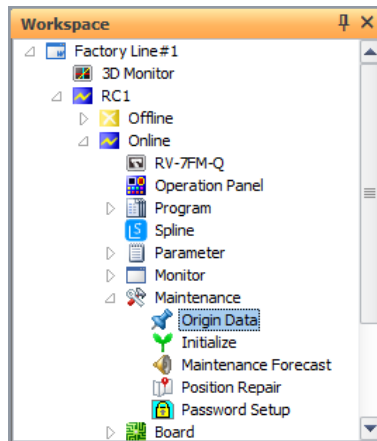 Workspace
Factory Line#1
3D Monitor
RC1
Offline
Online
RV-7FM-Q
Operation Panel
Program
Spline
Parameter
Monitor
Maintenance
Origin Data
Initialize
Maintenance Forecast
Position Repair
Password Setup
Board